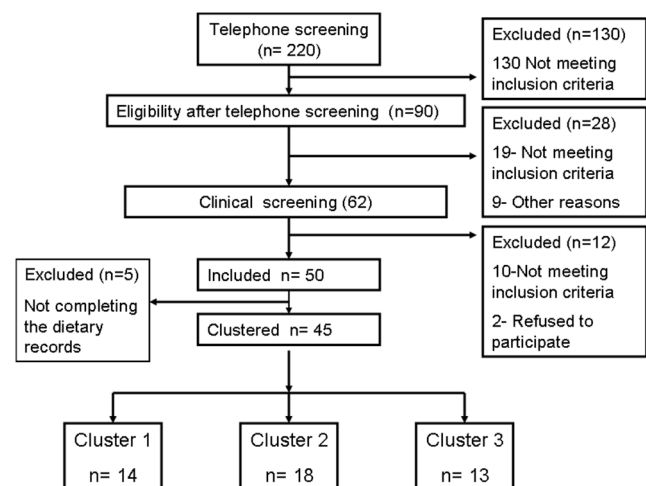 Telephone screening
(n= 220)
Excluded (n=130)
130 Not meeting
inclusion criteria
Eligibility after telephone screening (n=90)
Excluded (n=28)
19- Not meeting
inclusion criteria
9- Other reasons
Clinical screening (62)
Excluded (n=12)
10-Not meeting
inclusion criteria
2- Refused to
participate
Included n= 50
Excluded (n=5)
Not completing
the dietary
records
Clustered n= 45
Cluster 1
n= 14
Cluster 2
n= 18
Cluster 3
n= 13